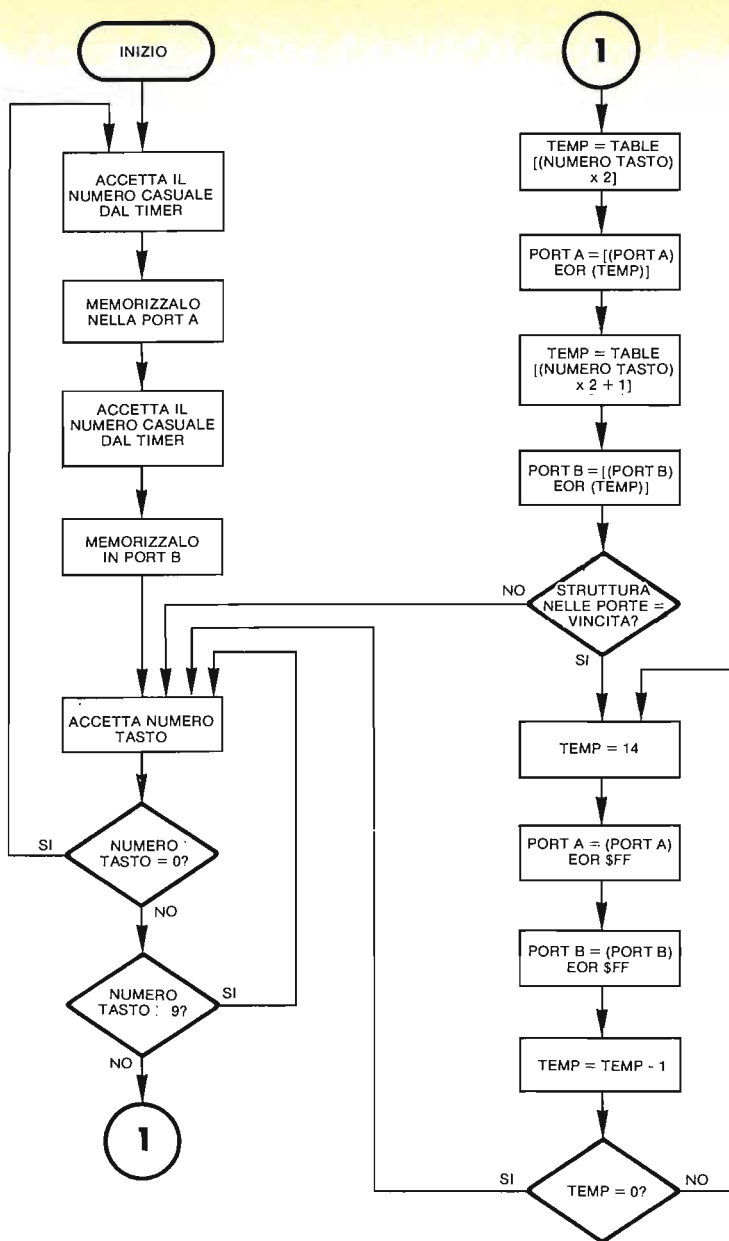 INIZIO
ACCETTA IL
NUMERO CASUALE
DAL TIMER
MEMORIZZALO
NELLA PORT A
ACCETTA IL
NUMERO CASUALE
DAL TIMER
MEMORIZZALO
IN PORT B
ACCETTA NUMERO
TASTO
SI
NUMERO
TASTO = 0?
NO
NUMERO
TASTO : 9?
SI
NO
1
1
TEMP = TABLE
[(NUMERO TASTO)
x 2]
PORT A = [(PORT A)
EOR (TEMP)]
TEMP = TABLE
[(NUMERO TASTO)
x 2 + 1]
PORT B = [(PORT B)
EOR (TEMP)]
NO
STRUTTURA
NELLE PORTE =
VINCITA?
SI
TEMP = 14
PORT A = (PORT A)
EOR $FF
PORT B = (PORT B)
EOR $FF
TEMP = TEMP - 1
SI
TEMP = 0?
NO